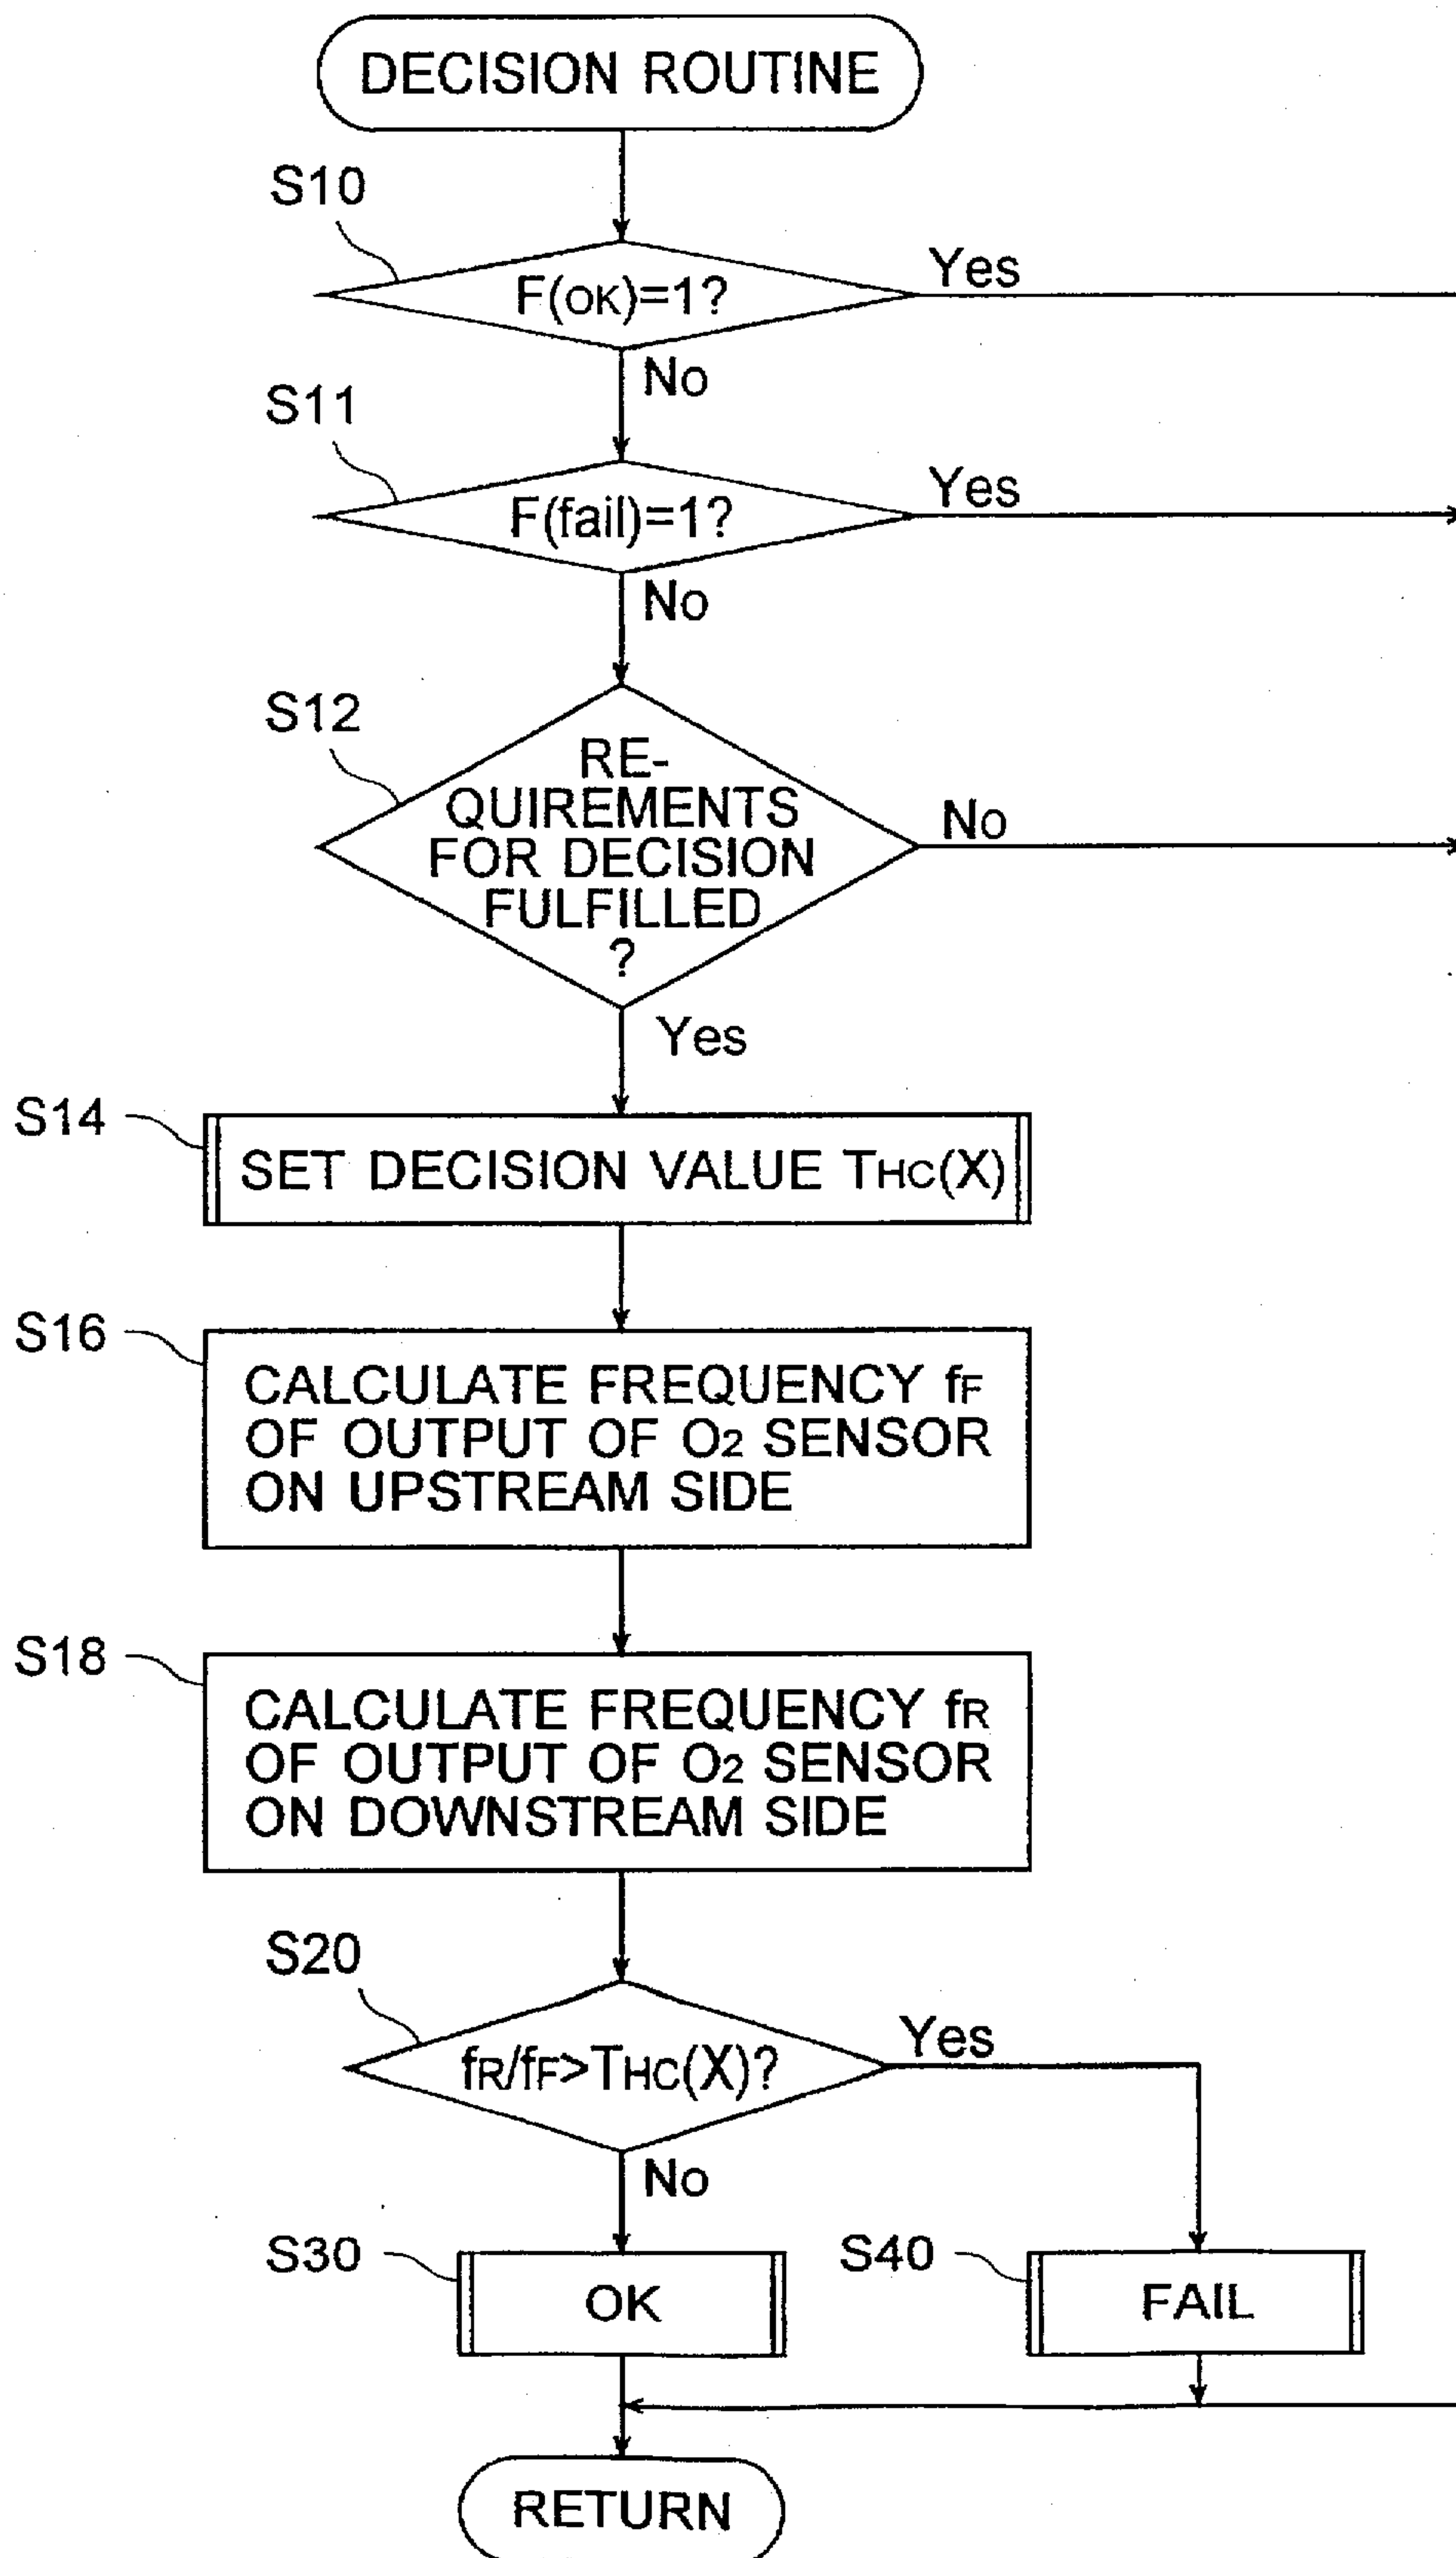 DECISION ROUTINE
S10
F(OK)=1?
Yes
No
S11
F(fail)=1?
Yes
No
S12
RE-
QUIREMENTS
FOR DECISION
FULFILLED
?
No
Yes
S14
SET DECISION VALUE THC(X)
S16
CALCULATE FREQUENCY fF
OF OUTPUT OF O2 SENSOR
ON UPSTREAM SIDE
S18
CALCULATE FREQUENCY fR
OF OUTPUT OF O2 SENSOR
ON DOWNSTREAM SIDE
S20
fR/fF>THC(X)?
Yes
No
S30
OK
S40
FAIL
RETURN